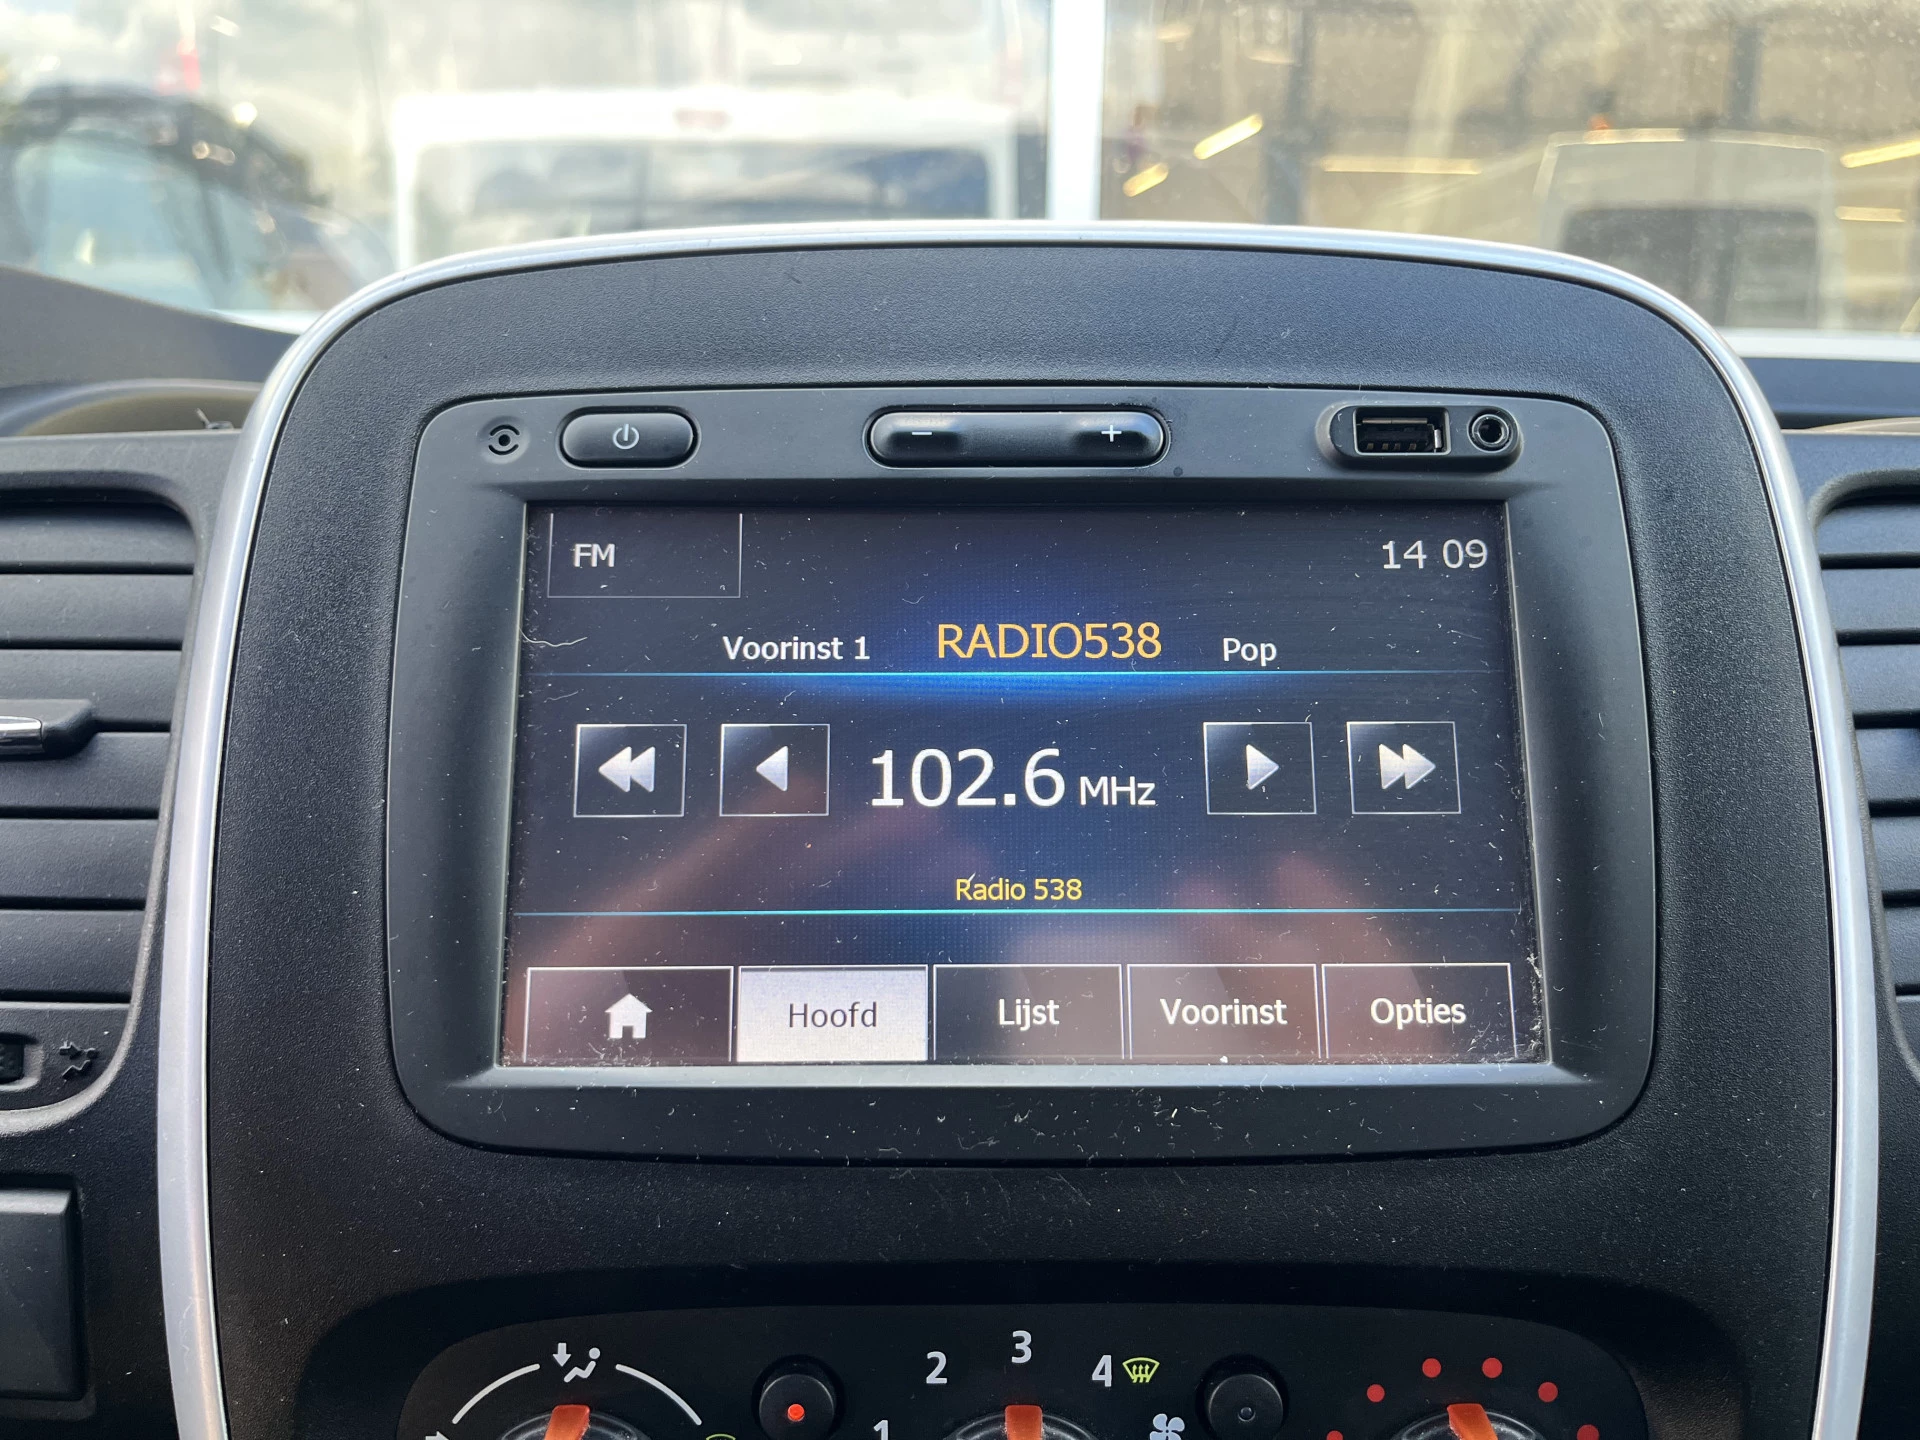 FM
14 09
Voorinst 1
RADIO538
Pop
102.6 MHz
Radio 538
Hoofd
Lijst
Voorinst
Opties
1
2
3
4